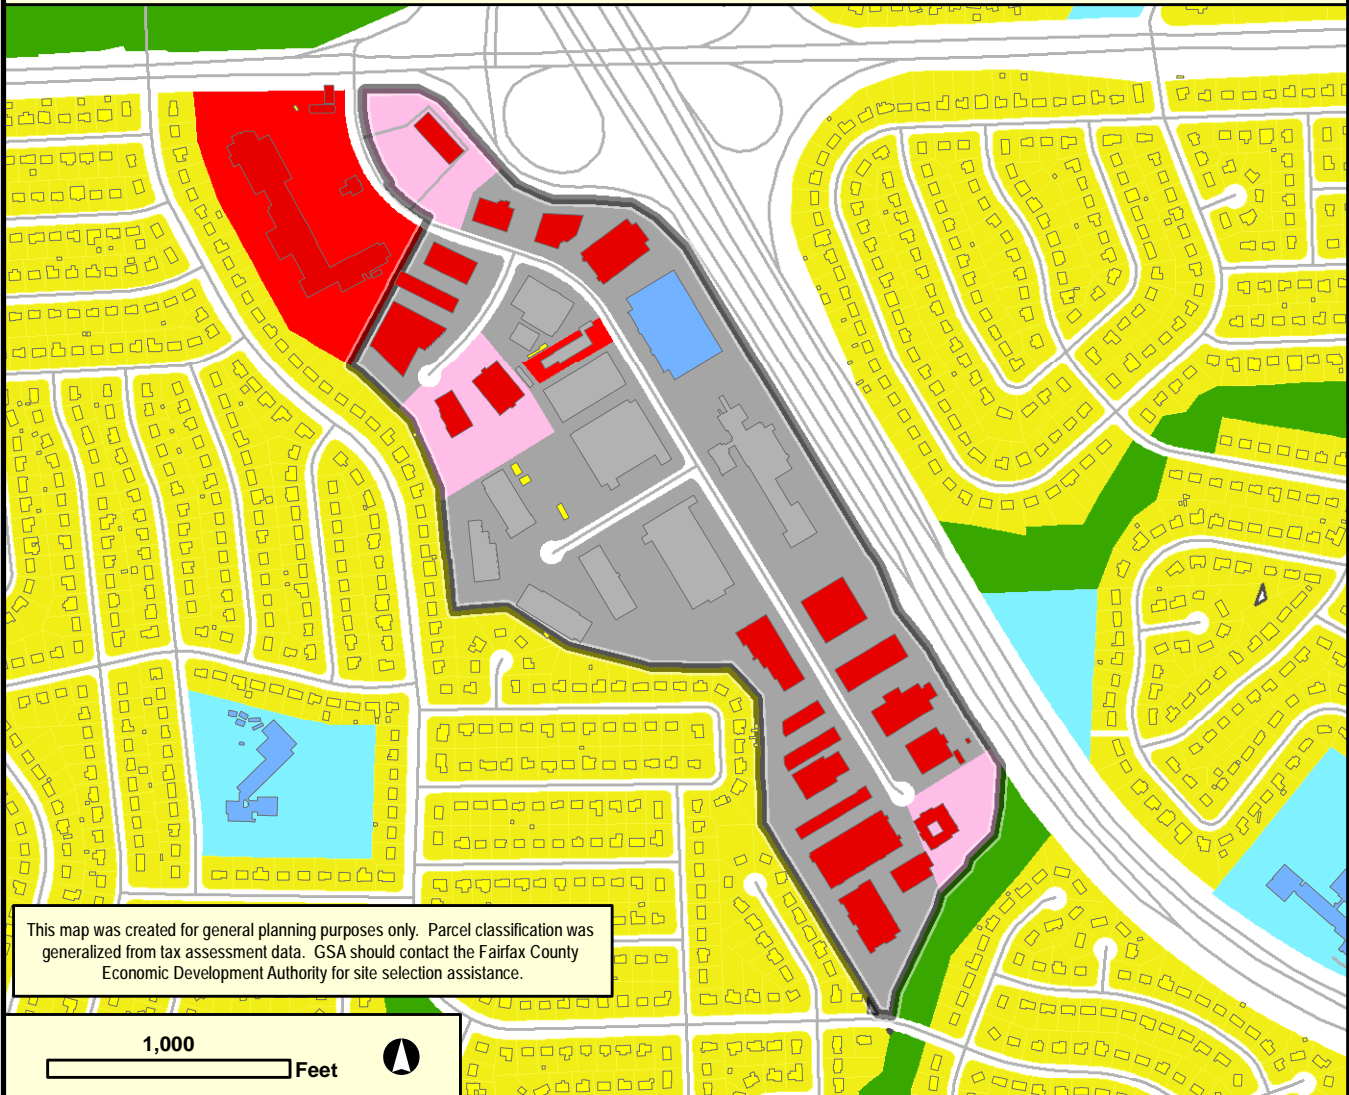 This map was created for general planning purposes only. Parcel classification was
generalized from tax assessment data. GSA should contact the Fairfax County
Economic Development Authority for site selection assistance.
1,000
Feet